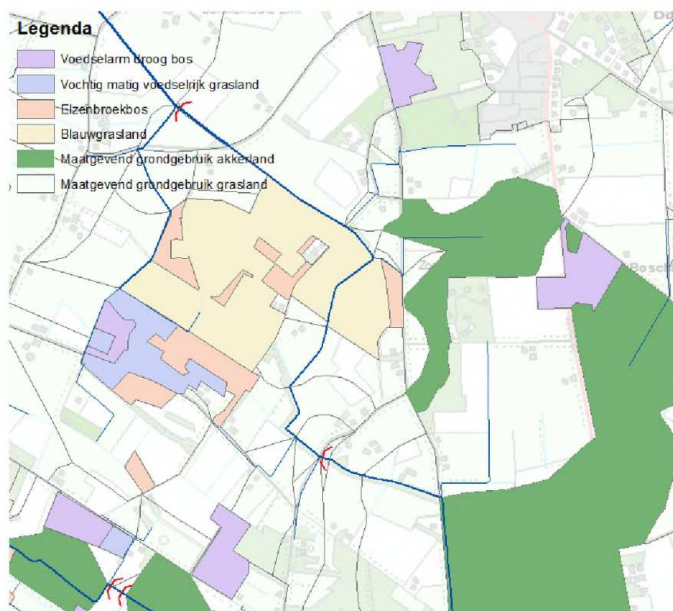 Legenda
Voedselarm droog bos
Vochtig matig voedselrijk grasland
Elzenbroekbos
Blauwgrasland
Maatgevend grondgebruik akkerland
Maatgevend grondgebruik grasland